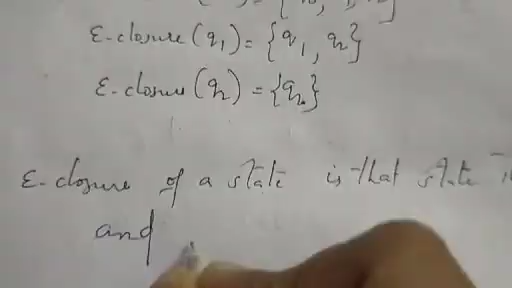 ε-closure (q1) = {q1, q2}
ε-closure (q2) = {q2}
ε-closure of a state is that state
and